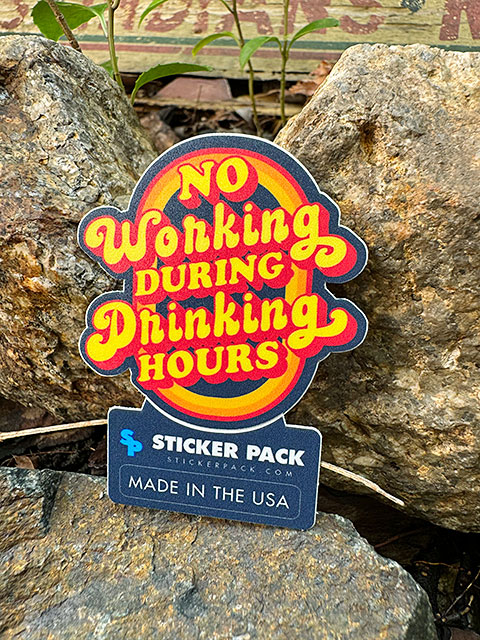 NO
Working
DURING
Drinking
HOURS
SP STICKER PACK
STICKERPACK.COM
MADE IN THE USA